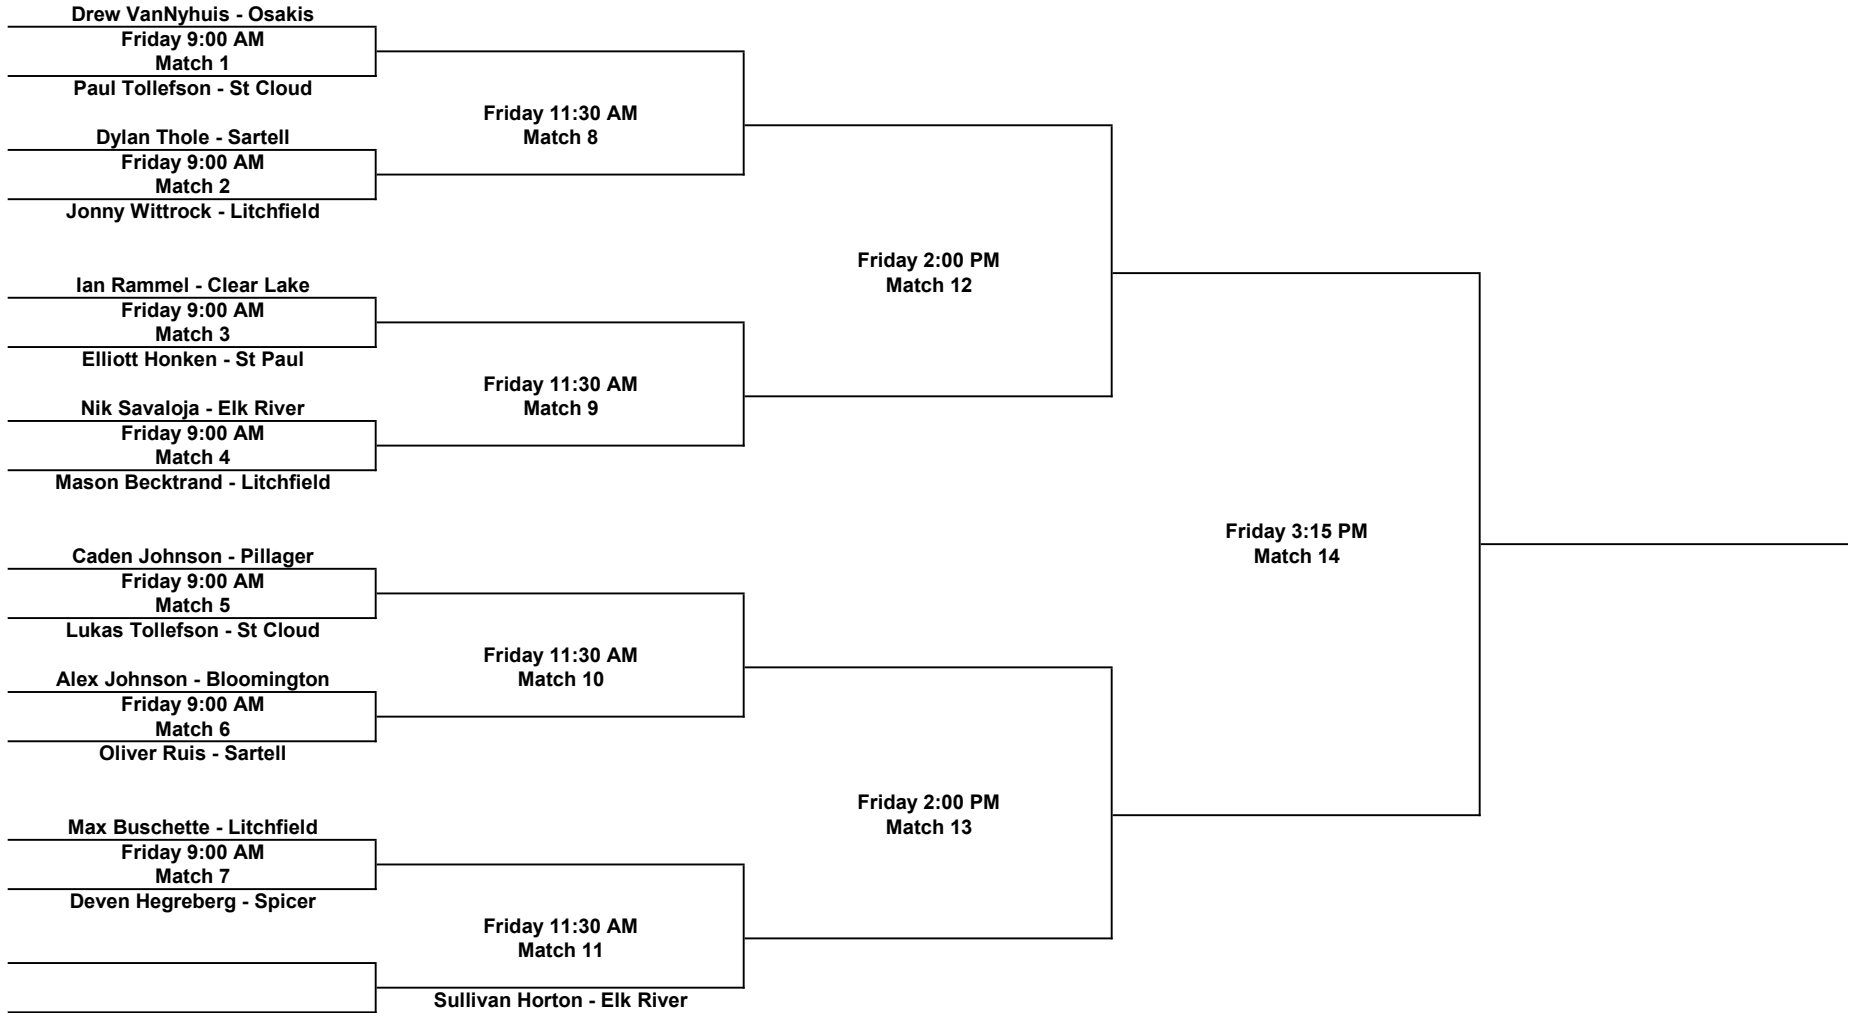 Drew VanNyhuis - Osakis
Friday 9:00 AM
Match 1
Paul Tollefson - St Cloud
Friday 11:30 AM
Match 8
Dylan Thole - Sartell
Friday 9:00 AM
Match 2
Jonny Wittrock - Litchfield
Friday 2:00 PM
Match 12
Ian Rammel - Clear Lake
Friday 9:00 AM
Match 3
Elliott Honken - St Paul
Friday 11:30 AM
Match 9
Nik Savaloja - Elk River
Friday 9:00 AM
Match 4
Mason Becktrand - Litchfield
Friday 3:15 PM
Match 14
Caden Johnson - Pillager
Friday 9:00 AM
Match 5
Lukas Tollefson - St Cloud
Friday 11:30 AM
Match 10
Alex Johnson - Bloomington
Friday 9:00 AM
Match 6
Oliver Ruis - Sartell
Friday 2:00 PM
Match 13
Max Buschette - Litchfield
Friday 9:00 AM
Match 7
Deven Hegreberg - Spicer
Friday 11:30 AM
Match 11
Sullivan Horton - Elk River